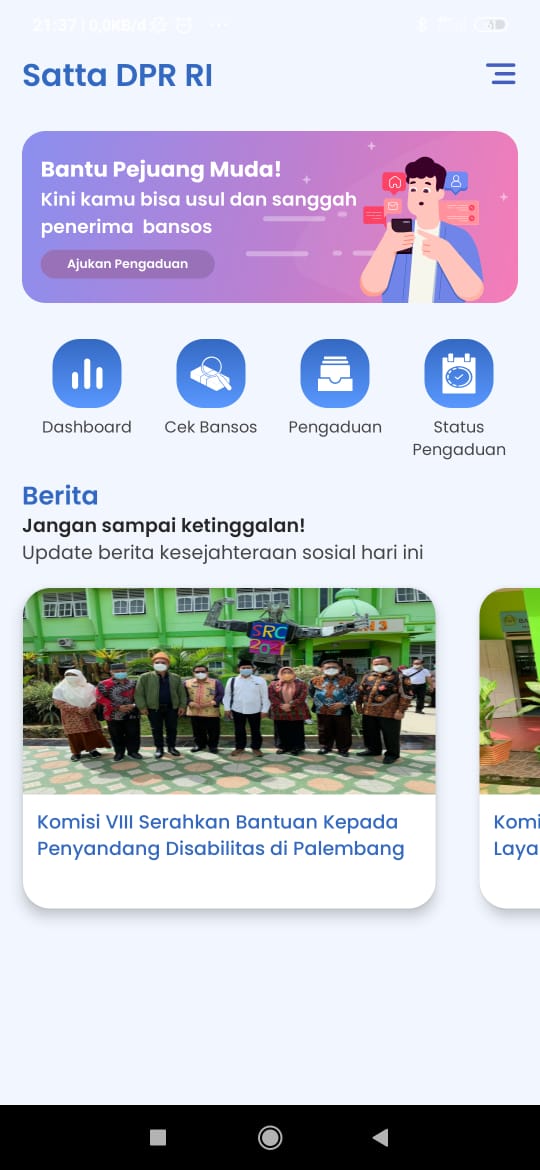 21:37 | 0,0KB/d
Satta DPR RI
Bantu Pejuang Muda!
Kini kamu bisa usul dan sanggah
penerima bansos
Ajukan Pengaduan
Dashboard
Cek Bansos
Pengaduan
Status
Pengaduan
Berita
Jangan sampai ketinggalan!
Update berita kesejahteraan sosial hari ini
SRC
2021
N 3
Komisi VIII Serahkan Bantuan Kepada
Penyandang Disabilitas di Palembang
Komi
Laya